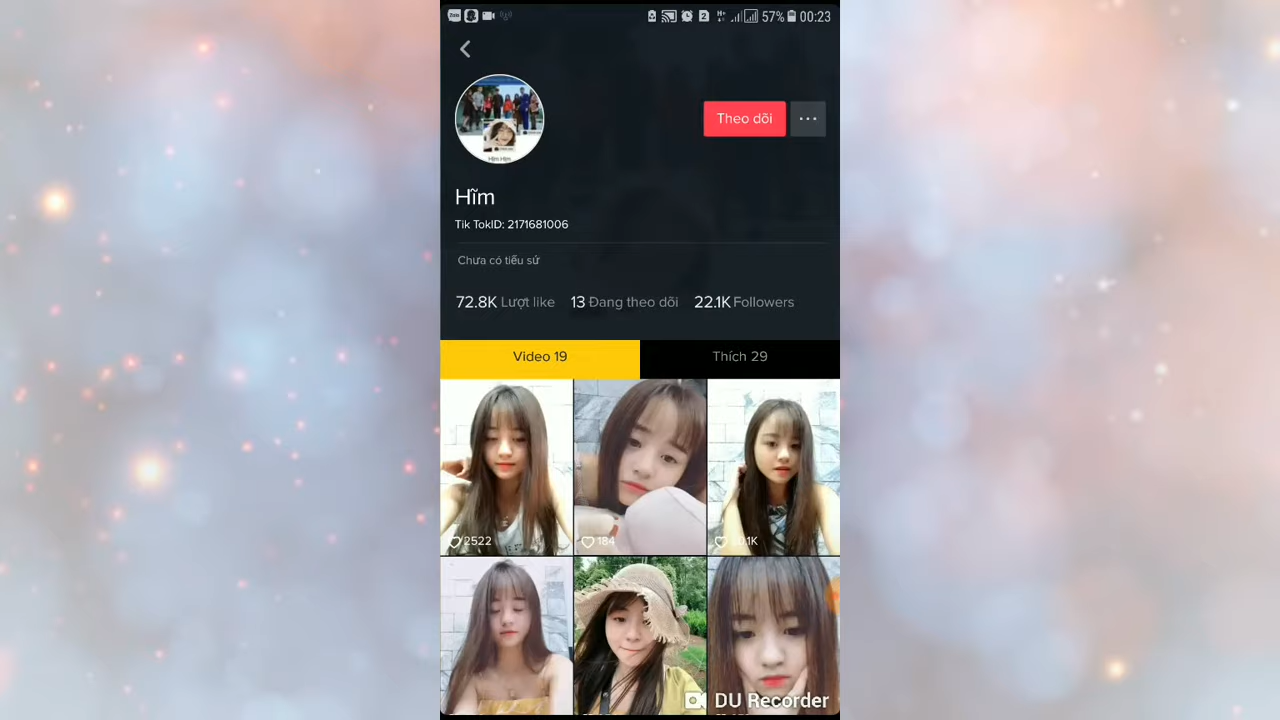 57% 00:23
Theo dõi
Hĩm
Tik TokID: 2171681006
Chưa có tiểu sử
72.8K Lượt like 13 Đang theo dõi 22.1K Followers
Video 19 Thích 29
2522 184
DU Recorder